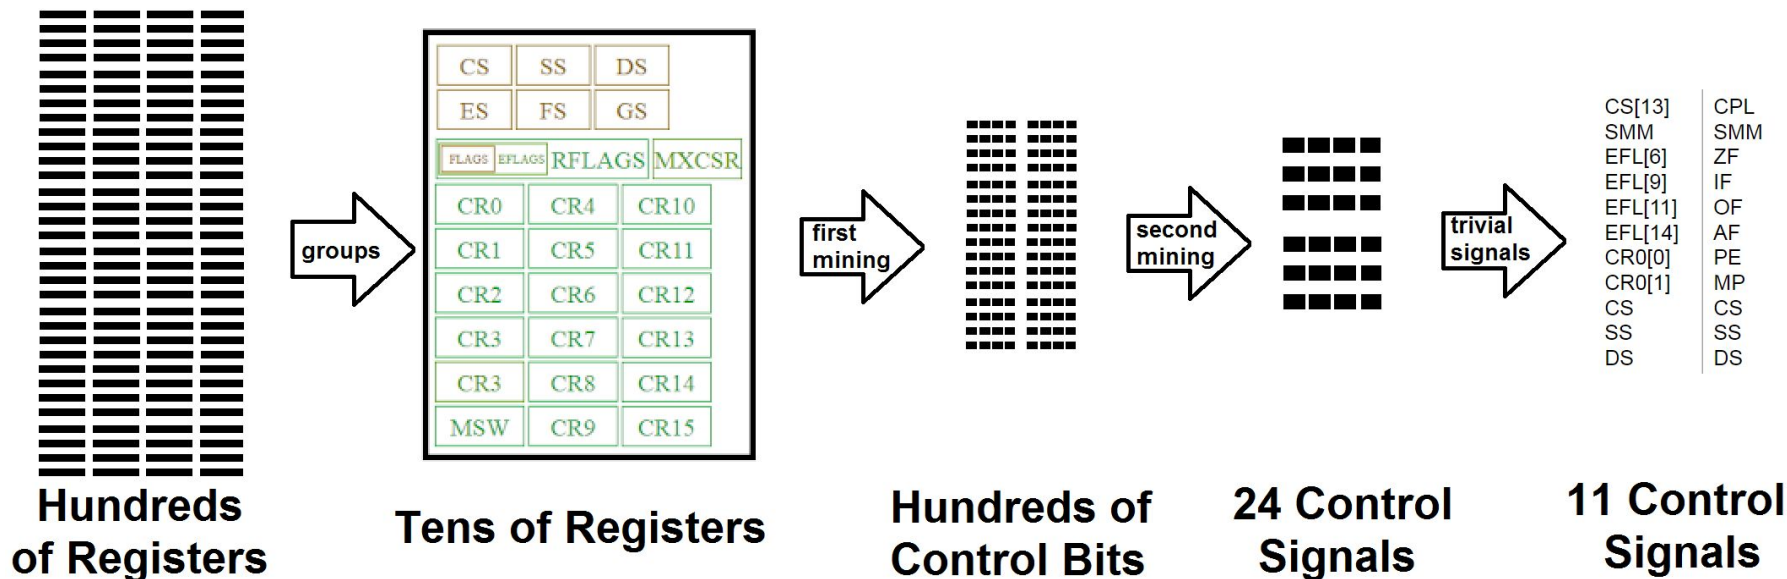 Hundreds
of Registers
groups
CS SS DS
ES FS GS
FLAGS EFLAGS RFLAGS MXCSR
CR0 CR4 CR10
CR1 CR5 CR11
CR2 CR6 CR12
CR3 CR7 CR13
CR3 CR8 CR14
MSW CR9 CR15
Tens of Registers
first
mining
Hundreds of
Control Bits
second
mining
24 Control
Signals
trivial
signals
CS[13] CPL
SMM SMM
EFL[6] ZF
EFL[9] IF
EFL[11] OF
EFL[14] AF
CR0[0] PE
CR0[1] MP
CS CS
SS SS
DS DS
11 Control
Signals